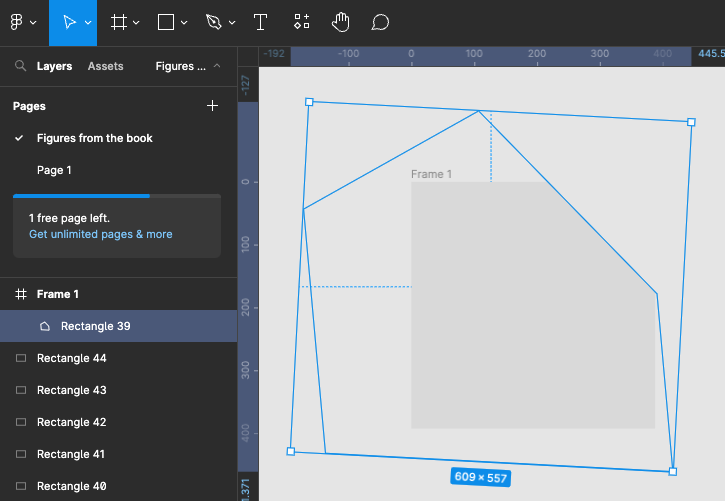 -192 -100 0 100 200 300 400 445.5
Layers Assets Figures ...
-127
Pages
Figures from the book
Page 1
Frame 1
0
1 free page left.
Get unlimited pages & more
100
Frame 1
200
Rectangle 39
Rectangle 44
300
Rectangle 43
Rectangle 42
400
Rectangle 41
609 × 557
Rectangle 40